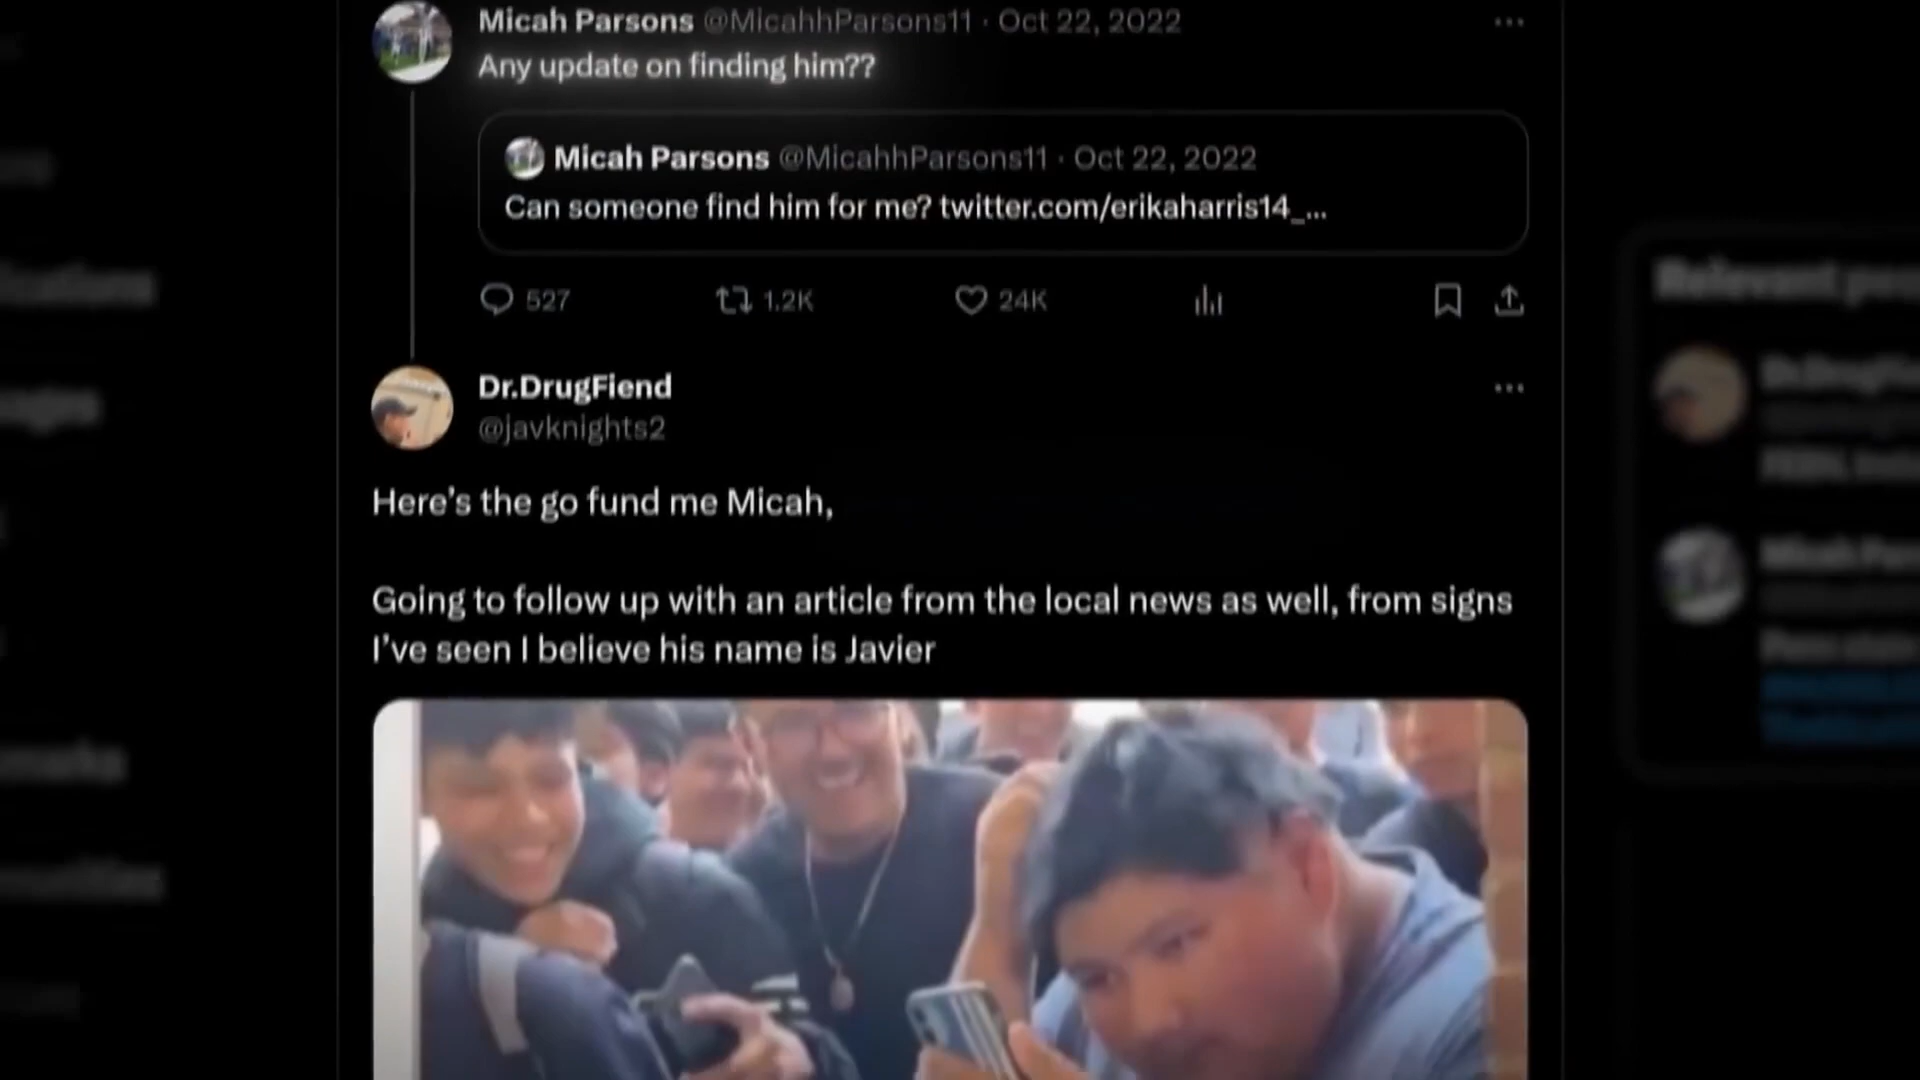 Micah Parsons @MicahhParsons11 · Oct 22, 2022
Any update on finding him??
Micah Parsons @MicahhParsons11 · Oct 22, 2022
Can someone find him for me? twitter.com/erikaharris14_...
527 1.2K 24K
Dr.DrugFiend
@javknights2
Here's the go fund me Micah,
Going to follow up with an article from the local news as well, from signs
I've seen I believe his name is Javier
Relevant